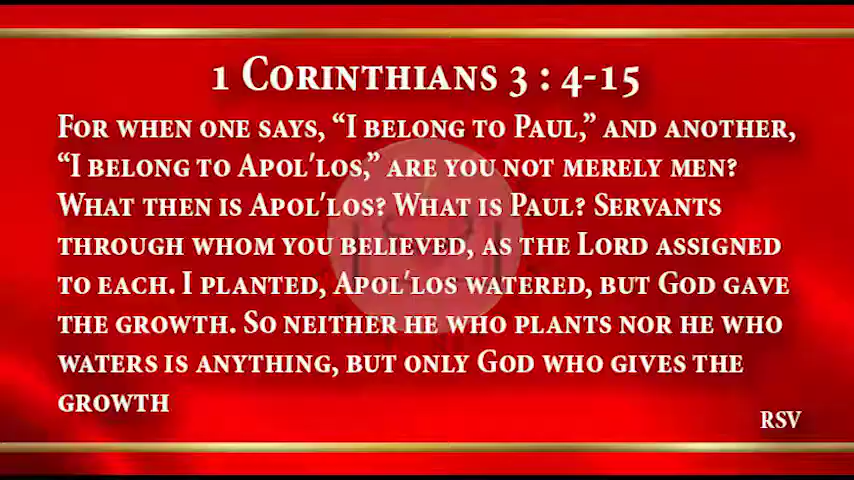 1 Corinthians 3 : 4-15
For when one says, “I belong to Paul,” and another,
“I belong to Apol'los,” are you not merely men?
What then is Apol'los? What is Paul? Servants
through whom you believed, as the Lord assigned
to each. I planted, Apol'los watered, but God gave
the growth. So neither he who plants nor he who
waters is anything, but only God who gives the
growth
RSV